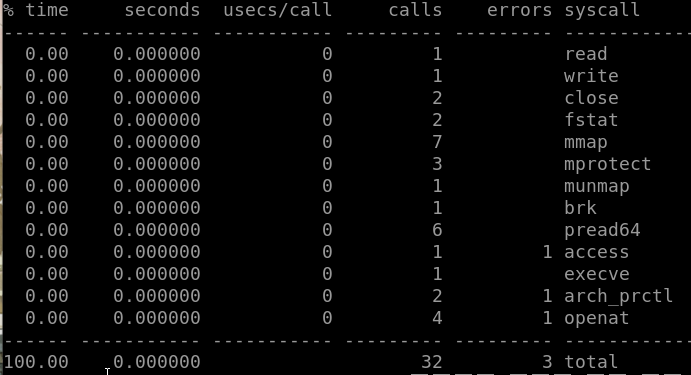 % time     seconds  usecs/call     calls    errors syscall
------ ----------- ----------- --------- --------- ----------
  0.00    0.000000           0         1           read
  0.00    0.000000           0         1           write
  0.00    0.000000           0         2           close
  0.00    0.000000           0         2           fstat
  0.00    0.000000           0         7           mmap
  0.00    0.000000           0         3           mprotect
  0.00    0.000000           0         1           munmap
  0.00    0.000000           0         1           brk
  0.00    0.000000           0         6           pread64
  0.00    0.000000           0         1         1 access
  0.00    0.000000           0         1           execve
  0.00    0.000000           0         2         1 arch_prctl
  0.00    0.000000           0         4         1 openat
------ ----------- ----------- --------- --------- ----------
100.00    0.000000                    32         3 total